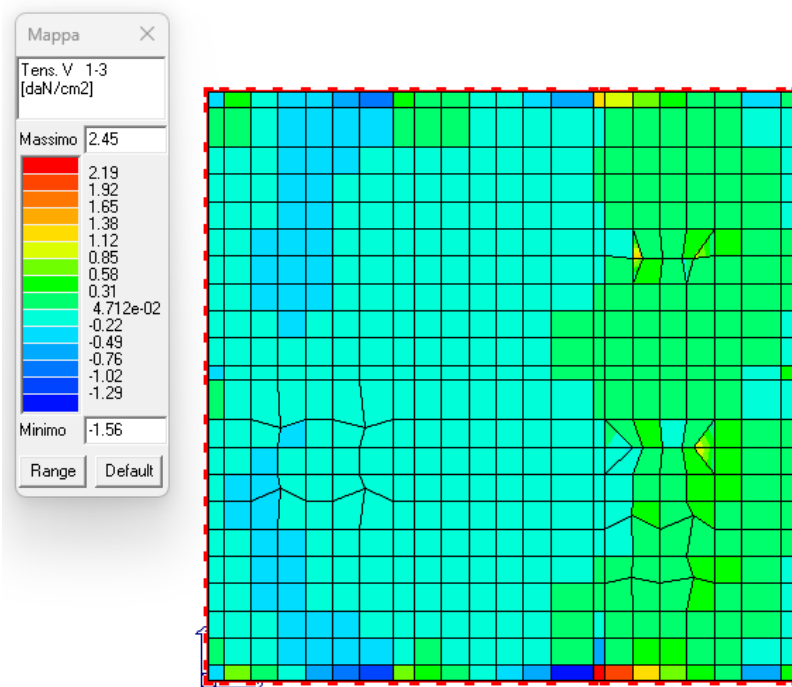 Mappa
Tens. V 1-3
[daN/cm2]
Massimo 2.45
2.19
1.92
1.65
1.38
1.12
0.85
0.58
0.31
4.712e-02
-0.22
-0.49
-0.76
-1.02
-1.29
Minimo -1.56
Range Default